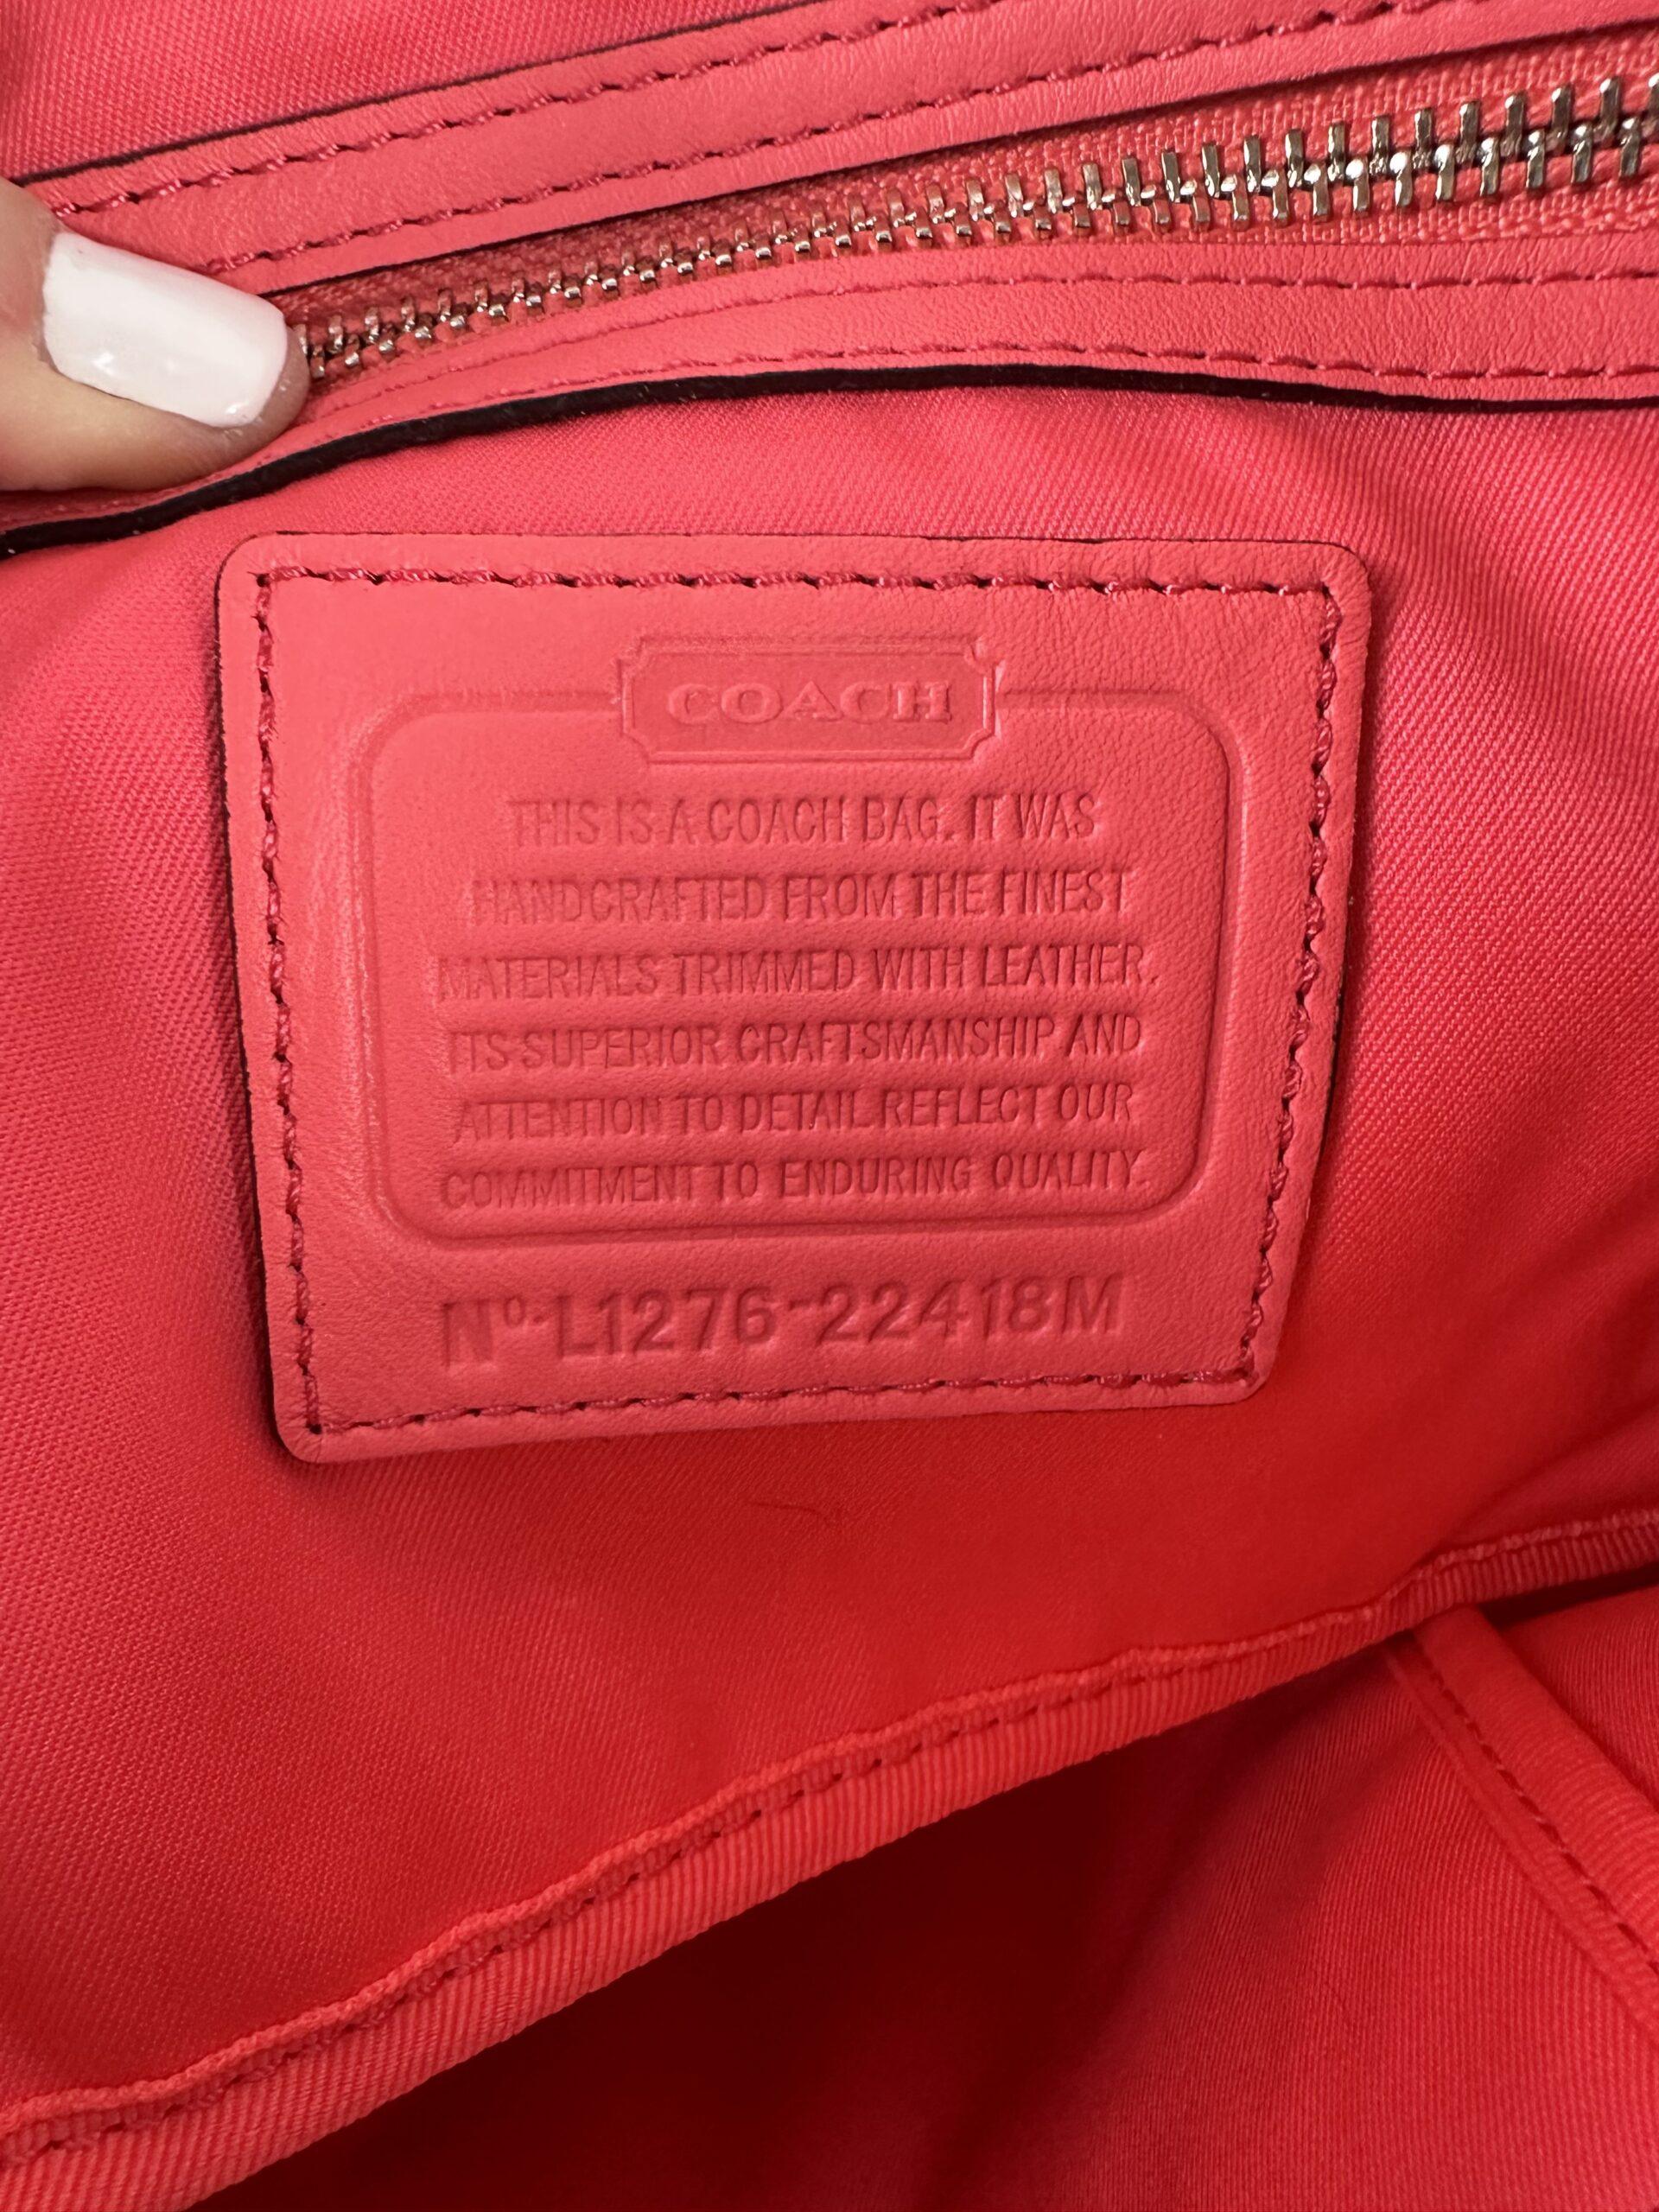 COACH
THIS IS A COACH BAG. IT WAS
HANDCRAFTED FROM THE FINEST
MATERIALS TRIMMED WITH LEATHER.
ITS SUPERIOR CRAFTSMANSHIP AND
ATTENTION TO DETAIL REFLECT OUR
COMMITMENT TO ENDURING QUALITY.
Nº-L1276-22418M